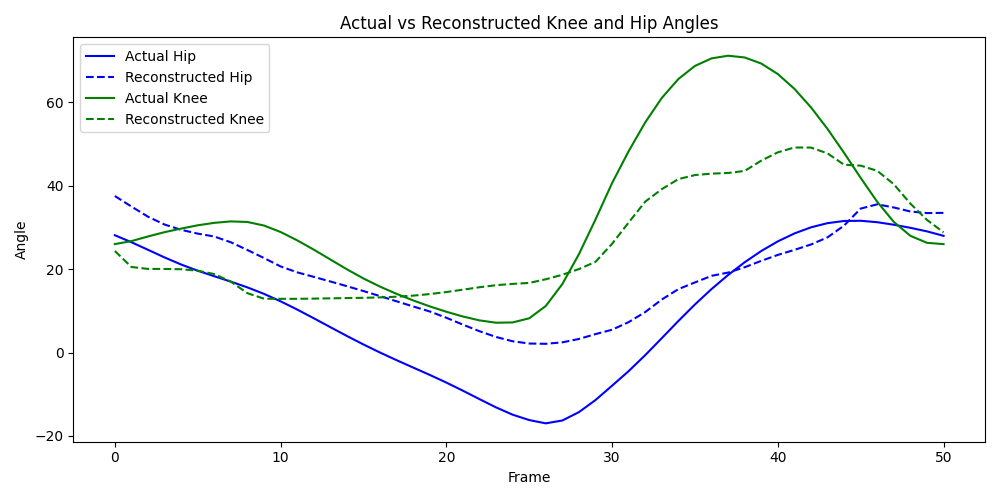 Actual vs Reconstructed Knee and Hip Angles
Actual Hip
Reconstructed Hip
Actual Knee
Reconstructed Knee
Angle
60
40
20
0
−20
0 10 20 30 40 50
Frame